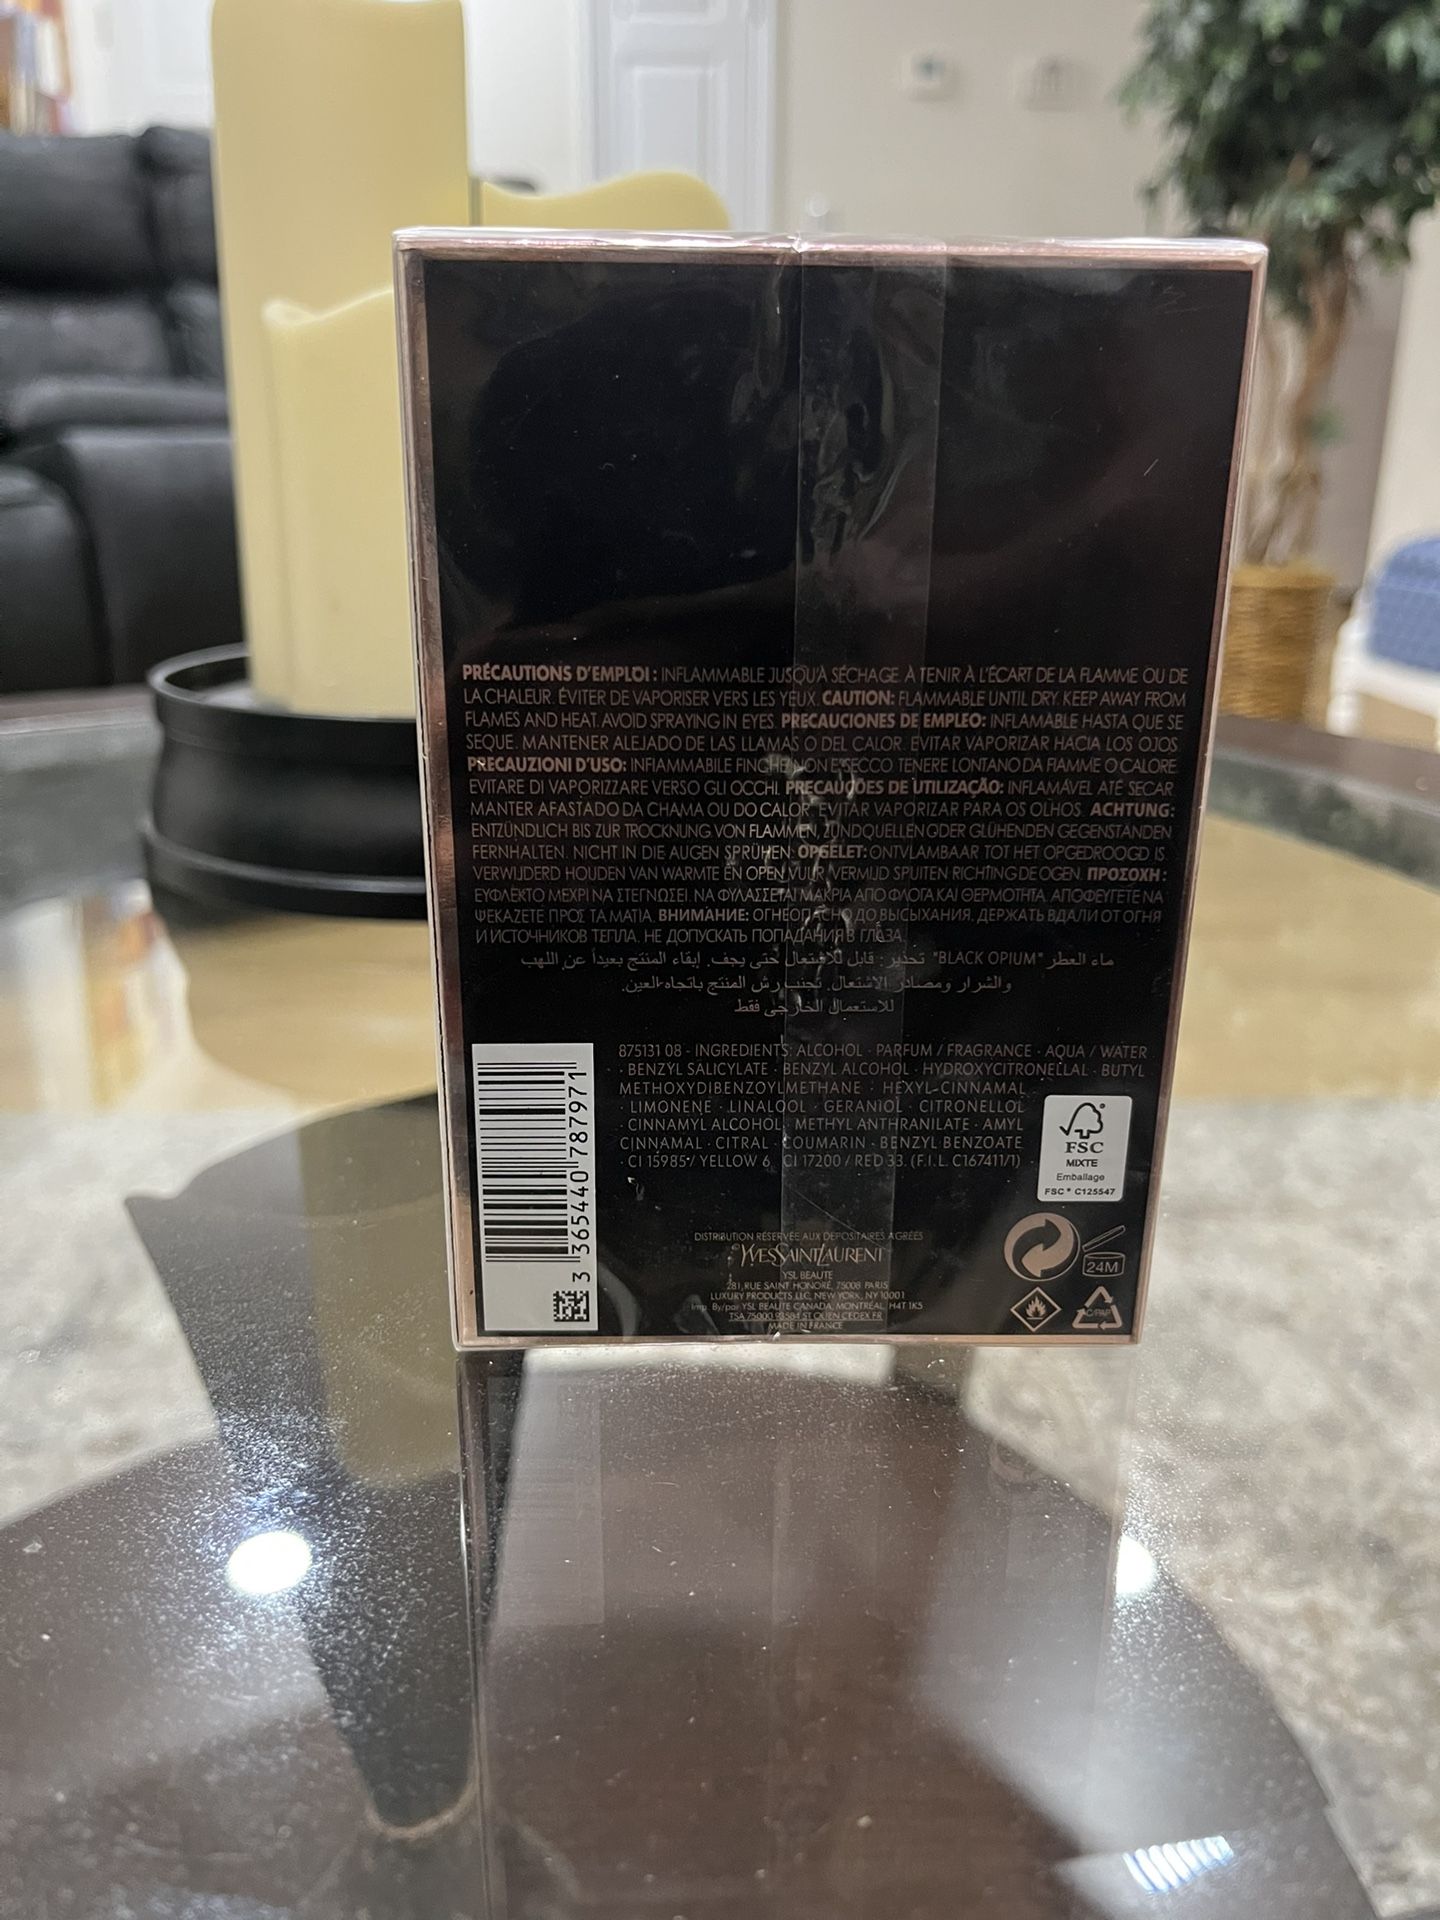 PRÉCAUTIONS D'EMPLOI : INFLAMMABLE JUSQU'À SÉCHAGE. À TENIR À L'ÉCART DE LA FLAMME OU DE
LA CHALEUR. ÉVITER DE VAPORISER VERS LES YEUX. CAUTION: FLAMMABLE UNTIL DRY. KEEP AWAY FROM
FLAMES AND HEAT. AVOID SPRAYING IN EYES. PRECAUCIONES DE EMPLEO: INFLAMABLE HASTA QUE SE
SEQUE. MANTENER ALEJADO DE LAS LLAMAS O DEL CALOR. EVITAR VAPORIZAR HACIA LOS OJOS.
PRECAUZIONI D'USO: INFIAMMABILE FINCHE' NON E' SECCO. TENERE LONTANO DA FIAMME O CALORE.
EVITARE DI VAPORIZZARE VERSO GLI OCCHI. PRECAUÇÕES DE UTILIZAÇÃO: INFLAMÁVEL ATÉ SECAR.
MANTER AFASTADO DA CHAMA OU DO CALOR. EVITAR VAPORIZAR PARA OS OLHOS. ACHTUNG:
ENTZÜNDLICH BIS ZUR TROCKNUNG. VON FLAMMEN, ZÜNDQUELLEN ODER GLÜHENDEN GEGENSTÄNDEN
FERNHALTEN. NICHT IN DIE AUGEN SPRÜHEN. OPGELET: ONTVLAMBAAR TOT HET OPGEDROOGD IS.
VERWIJDERD HOUDEN VAN WARMTE EN OPEN VUUR. VERMIJD SPUITEN RICHTING DE OGEN. ΠΡΟΣΟΧΗ:
ΕΥΦΛΕΚΤΟ ΜΕΧΡΙ ΝΑ ΣΤΕΓΝΩΣΕΙ. ΝΑ ΦΥΛΑΣΣΕΤΑΙ ΜΑΚΡΙΑ ΑΠΟ ΦΛΟΓΑ ΚΑΙ ΘΕΡΜΟΤΗΤΑ. ΑΠΟΦΕΥΓΕΤΕ ΝΑ
ΨΕΚΑΖΕΤΕ ΠΡΟΣ ΤΑ ΜΑΤΙΑ. ВНИМАНИЕ: ОГНЕОПАСНО ДО ВЫСЫХАНИЯ. ДЕРЖАТЬ ВДАЛИ ОТ ОГНЯ
И ИСТОЧНИКОВ ТЕПЛА. НЕ ДОПУСКАТЬ ПОПАДАНИЯ В ГЛАЗА.
ماء العطر "BLACK OPIUM" تحذير: قابل للاشتعال حتى يجف. إبقاء المنتج بعيداً عن اللهب
والشرار ومصادر الاشتعال. تجنب رش المنتج باتجاه العين.
للاستعمال الخارجي فقط
875131 08 - INGREDIENTS: ALCOHOL · PARFUM / FRAGRANCE · AQUA / WATER
· BENZYL SALICYLATE · BENZYL ALCOHOL · HYDROXYCITRONELLAL · BUTYL
METHOXYDIBENZOYLMETHANE · HEXYL CINNAMAL
· LIMONENE · LINALOOL · GERANIOL · CITRONELLOL
· CINNAMYL ALCOHOL · METHYL ANTHRANILATE · AMYL
CINNAMAL · CITRAL · COUMARIN · BENZYL BENZOATE
· CI 15985 / YELLOW 6 · CI 17200 / RED 33. (F.I.L. C167411/1)
3 365440 787971
FSC
MIXTE
Emballage
FSC® C125547
DISTRIBUTION RÉSERVÉE AUX DÉPOSITAIRES AGRÉÉS
©YVESSAINTLAURENT
YSL BEAUTE
281, RUE SAINT HONORÉ, 75008 PARIS
LUXURY PRODUCTS LLC, NEW YORK, NY 10001
Imp. By/par YSL BEAUTE CANADA, MONTRÉAL, H4T 1K5
TSA 75000 93584 ST OUEN CEDEX FR
MADE IN FRANCE
24M
C/PAP